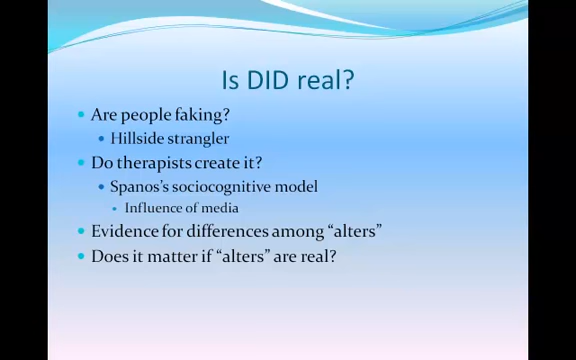 Is DID real?
Are people faking?
Hillside strangler
Do therapists create it?
Spanos's sociocognitive model
Influence of media
Evidence for differences among “alters”
Does it matter if “alters” are real?